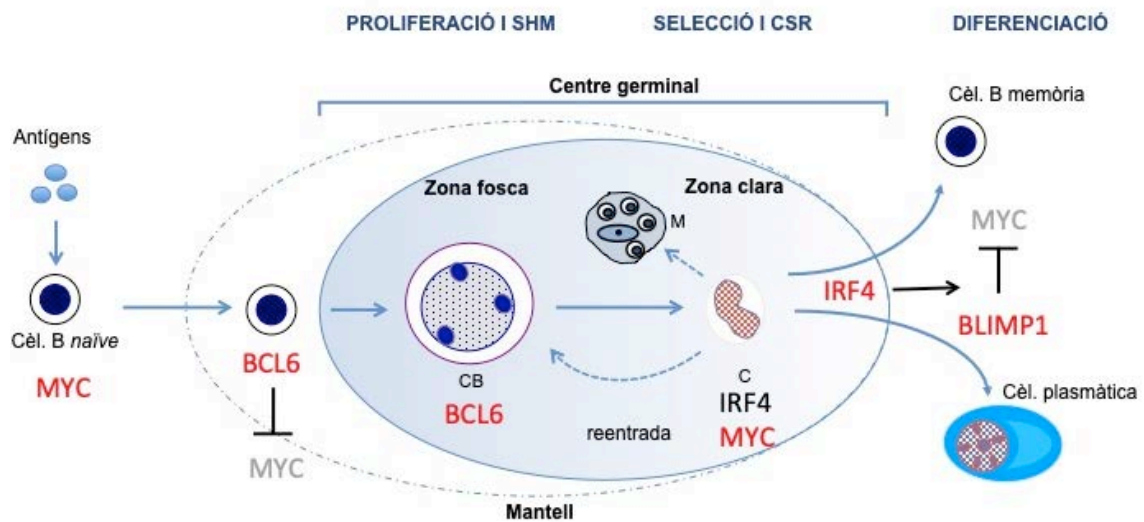 PROLIFERACIÓ I SHM
SELECCIÓ I CSR
DIFERENCIACIÓ
Centre germinal
Cèl. B memòria
Antígens
Zona fosca
Zona clara
M
MYC
IRF4
BLIMP1
Cèl. B naïve
MYC
BCL6
MYC
CB
BCL6
C
IRF4
MYC
reentrada
Cèl. plasmàtica
Mantell